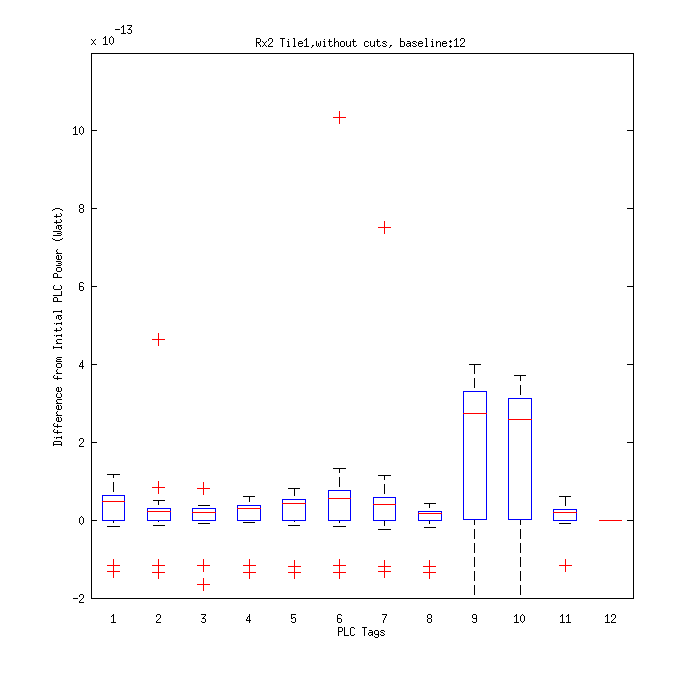 x 10-13
Rx2 Tile1,without cuts, baseline:12
Difference from Initial PLC Power (Watt)
10
8
6
4
2
0
-2
1 2 3 4 5 6 7 8 9 10 11 12
PLC Tags